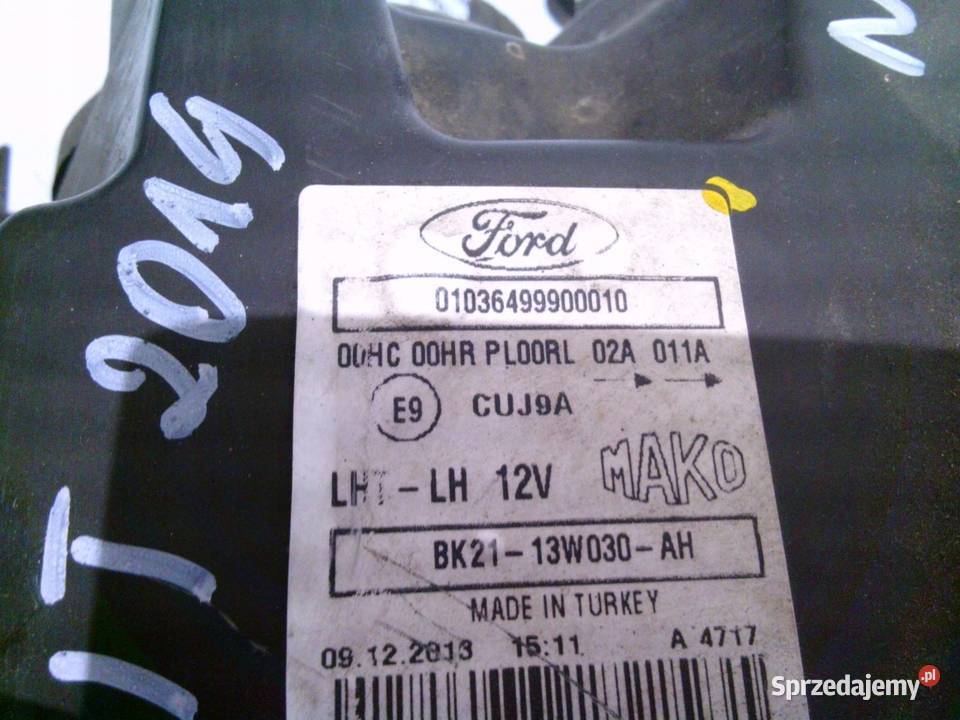 Ford
01036499900010
00HC 00HR PL00RL 02A 011A
E9 CUJ9A
LHT-LH 12V MAKO
BK21-13W030-AH
MADE IN TURKEY
09.12.2013 15:11 A 4717
2014
Sprzedajemy.pl